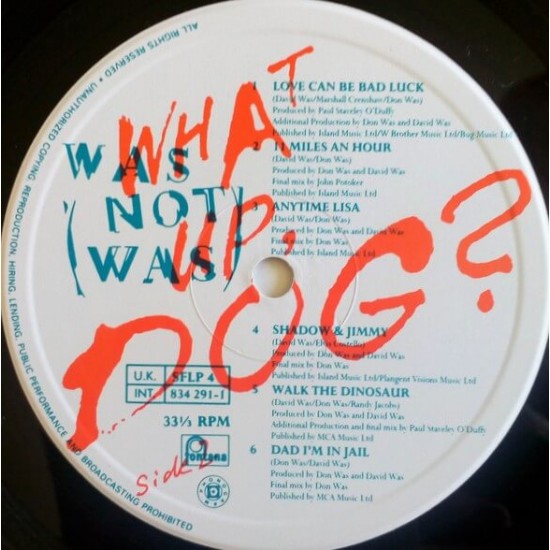 ALL RIGHTS RESERVED • UNAUTHORIZED COPYING REPRODUCTION, HIRING, LENDING, PUBLIC PERFORMANCE AND BROADCASTING PROHIBITED
WHAT
UP,
DOG?
WAS
(NOT
WAS)
1 LOVE CAN BE BAD LUCK
(David Was/Marshall Crenshaw/Don Was)
Produced by Paul Staveley O'Duffy
Additional Production by Don Was and David Was
Published by Island Music Ltd/W Brother Music Ltd/Bug Music Ltd
2 11 MILES AN HOUR
(David Was/Don Was)
Produced by Don Was and David Was
Final mix by John Potoker
Published by Island Music Ltd
3 ANYTIME LISA
(David Was/Don Was)
Produced by Don Was and David Was
Final mix by Don Was
Published by Island Music Ltd
4 SHADOW & JIMMY
(David Was/Elvis Costello)
Produced by Don Was and David Was
Final mix by Don Was
Published by Island Music Ltd/Plangent Visions Music Ltd
5 WALK THE DINOSAUR
(David Was/Don Was/Randy Jacobs)
Produced by Don Was and David Was
Additional Production and final mix by Paul Staveley O'Duffy
Published by MCA Music Ltd
6 DAD I'M IN JAIL
(Don Was/David Was)
Produced by Don Was and David Was
Final mix by Don Was
Published by MCA Music Ltd
U.K. SFLP 4
INT. 834 291-1
33⅓ RPM
fontana
Side 2